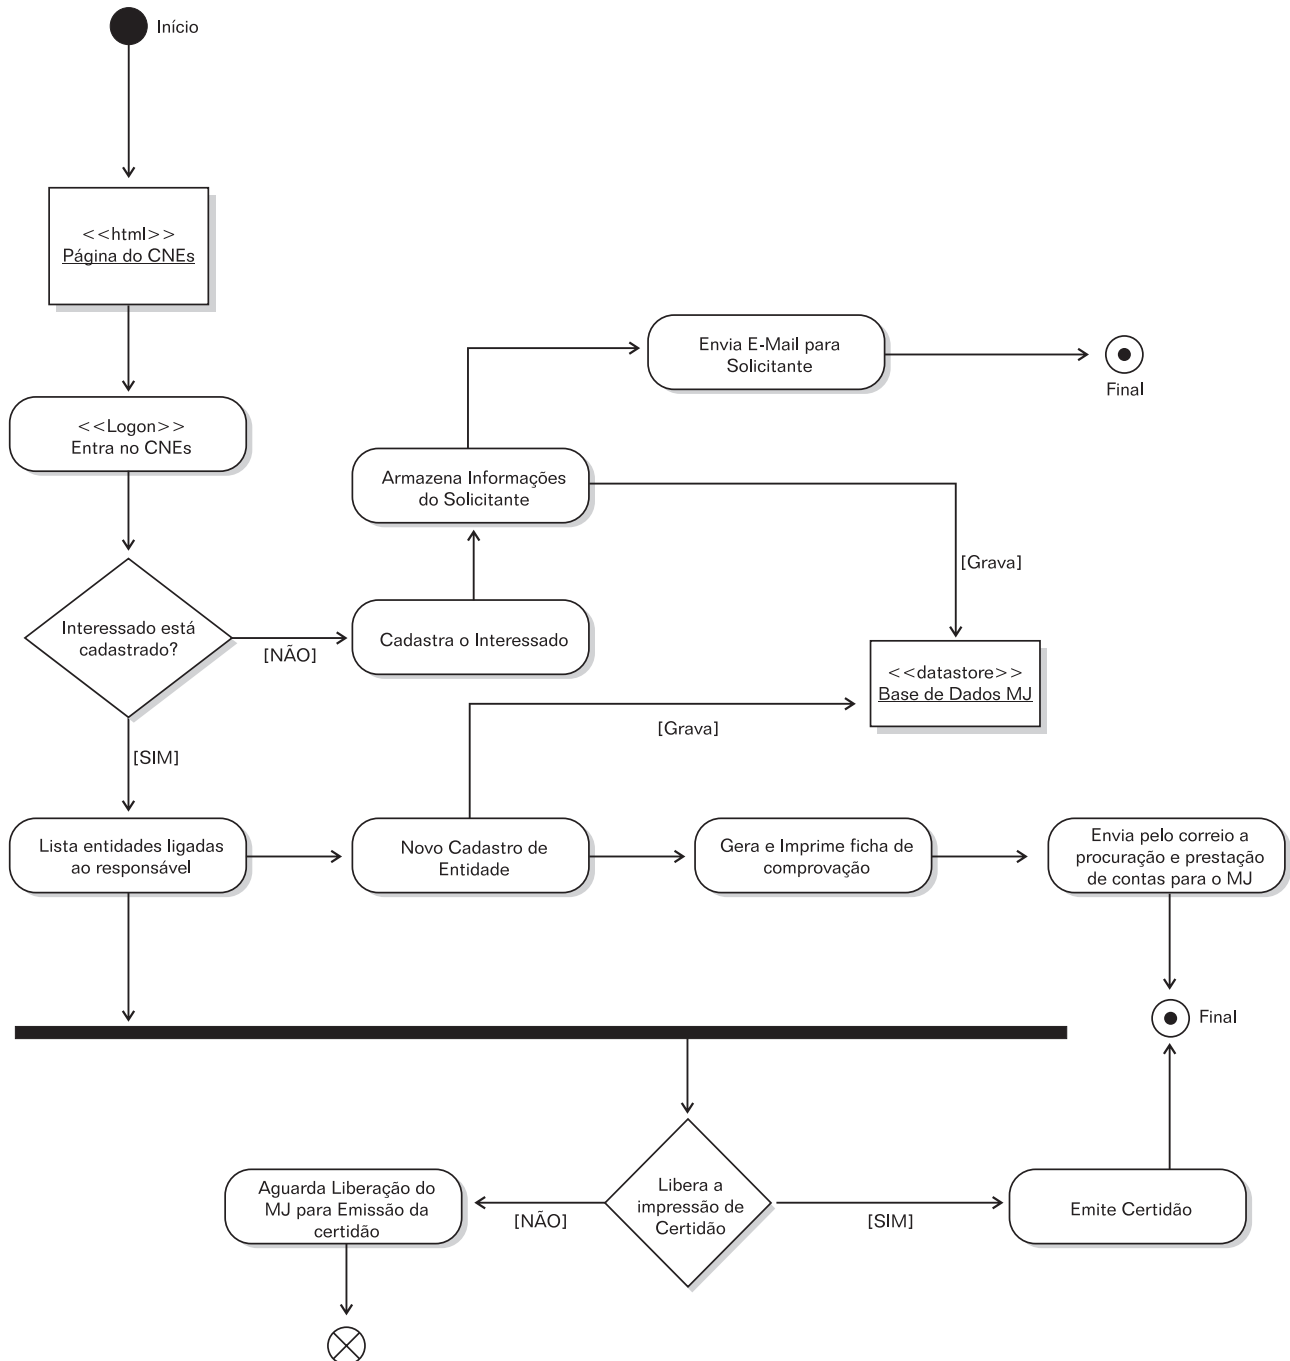 Início
<<html>>
Página do CNEs
Envia E-Mail para
Solicitante
Final
<<Logon>>
Entra no CNEs
Armazena Informações
do Solicitante
[Grava]
Interessado está
cadastrado?
[NÃO]
Cadastra o Interessado
<<datastore>>
Base de Dados MJ
[Grava]
[SIM]
Lista entidades ligadas
ao responsável
Novo Cadastro de
Entidade
Gera e Imprime ficha de
comprovação
Envia pelo correio a
procuração e prestação
de contas para o MJ
Final
Aguarda Liberação do
MJ para Emissão da
certidão
[NÃO]
Libera a
impressão de
Certidão
[SIM]
Emite Certidão